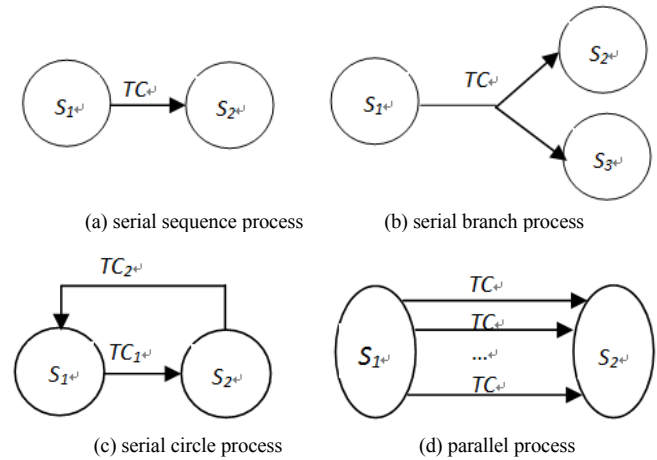 TC↵
S1↵
S2↵
(a) serial sequence process
TC↵
S1↵
S2↵
S3↵
(b) serial branch process
TC2↵
S1↵
TC1↵
S2↵
(c) serial circle process
TC↵
TC↵
S1↵
...↵
S2↵
TC↵
(d) parallel process